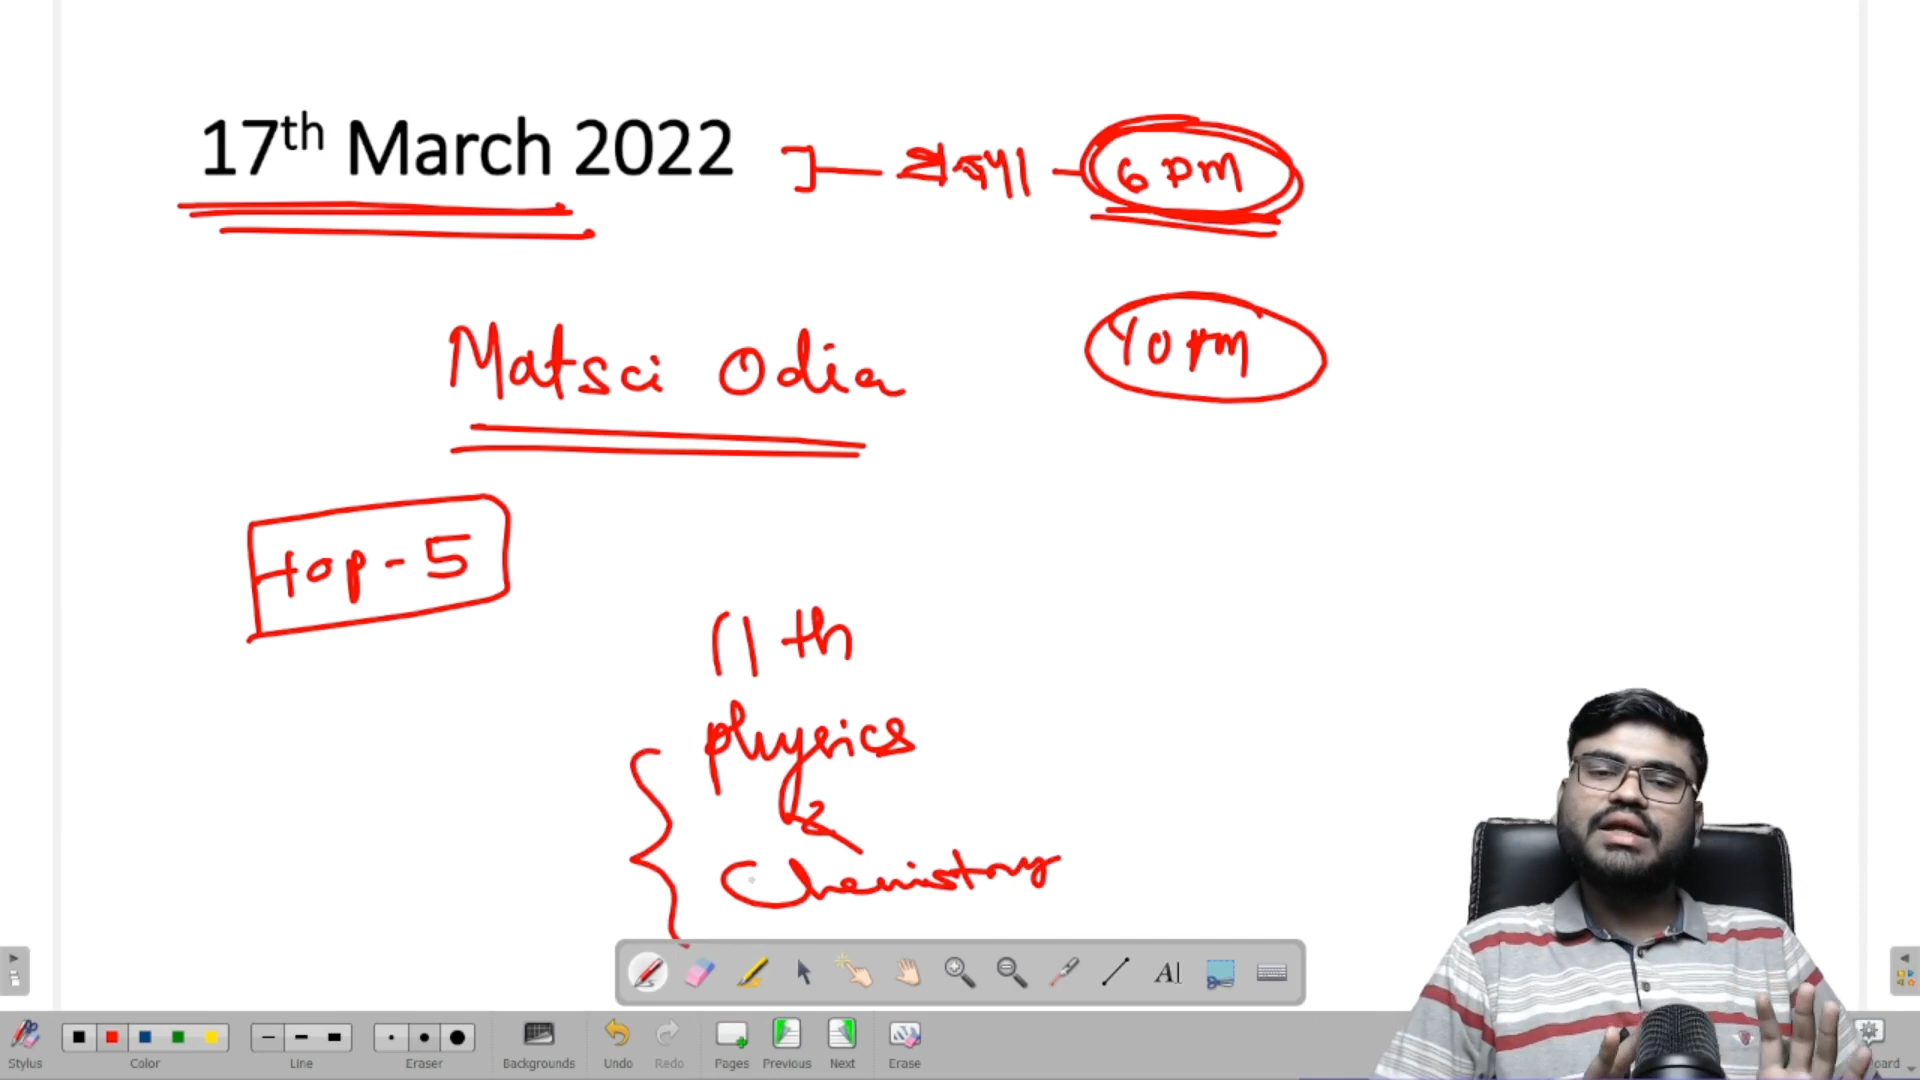 17th March 2022
6 pm
10 pm
Matsci Odia
top - 5
11 th
physics
&
Chemistry
AI
Stylus
Color
Line
Eraser
Backgrounds
Undo
Redo
Pages
Previous
Next
Erase